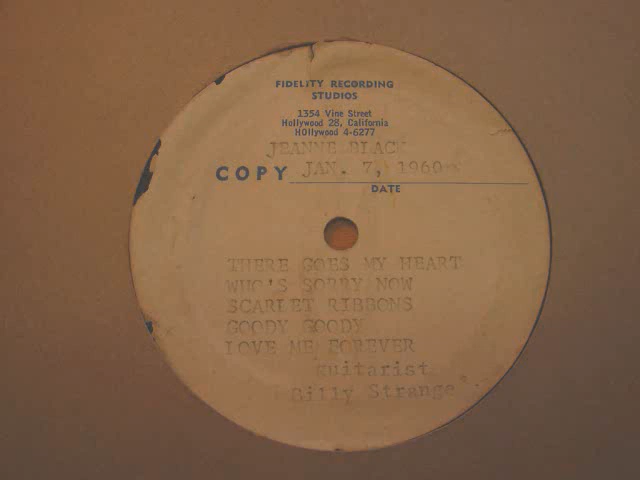 FIDELITY RECORDING
STUDIOS
1354 Vine Street
Hollywood 28, California
HOllywood 4-6277
JEANNE BLACK
COPY JAN. 7, 1960
DATE
THERE GOES MY HEART
WHO'S SORRY NOW
SCARLET RIBBONS
GOODY GOODY
LOVE ME FOREVER
guitarist
Billy Strange